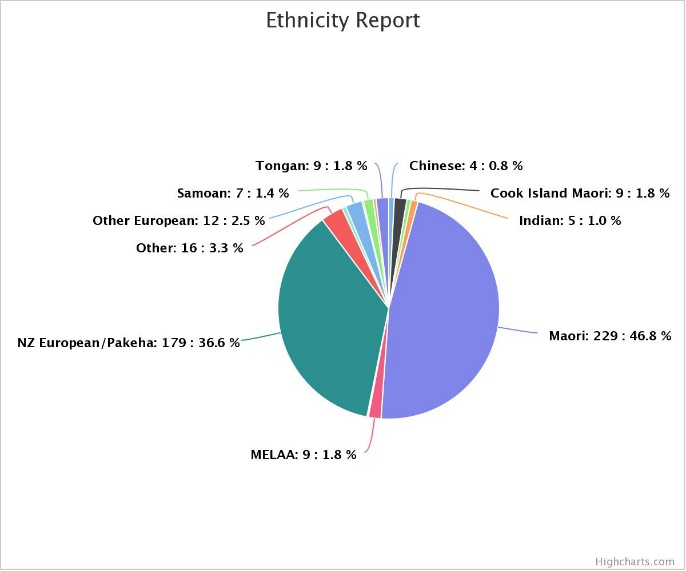 Ethnicity Report
Tongan: 9 : 1.8 %
Chinese: 4 : 0.8 %
Samoan: 7 : 1.4 %
Cook Island Maori: 9 : 1.8 %
Other European: 12 : 2.5 %
Indian: 5 : 1.0 %
Other: 16 : 3.3 %
Maori: 229 : 46.8 %
NZ European/Pakeha: 179 : 36.6 %
MELAA: 9 : 1.8 %
Highcharts.com